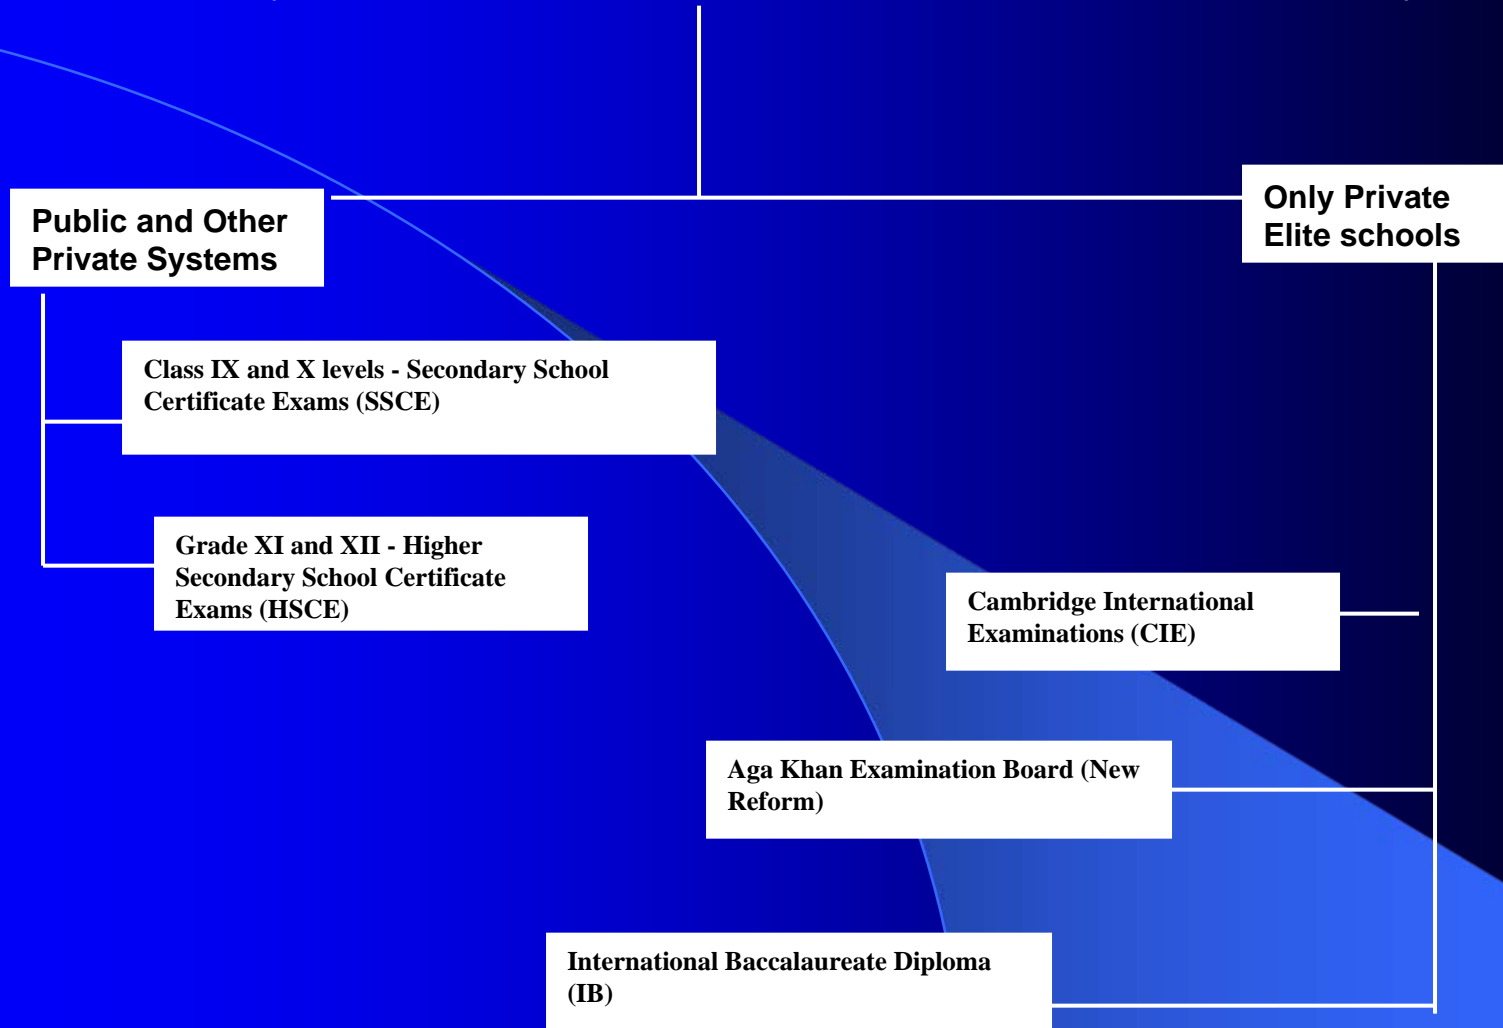 Public and Other
Private Systems
Only Private
Elite schools
Class IX and X levels - Secondary School
Certificate Exams (SSCE)
Grade XI and XII - Higher
Secondary School Certificate
Exams (HSCE)
Cambridge International
Examinations (CIE)
Aga Khan Examination Board (New
Reform)
International Baccalaureate Diploma
(IB)